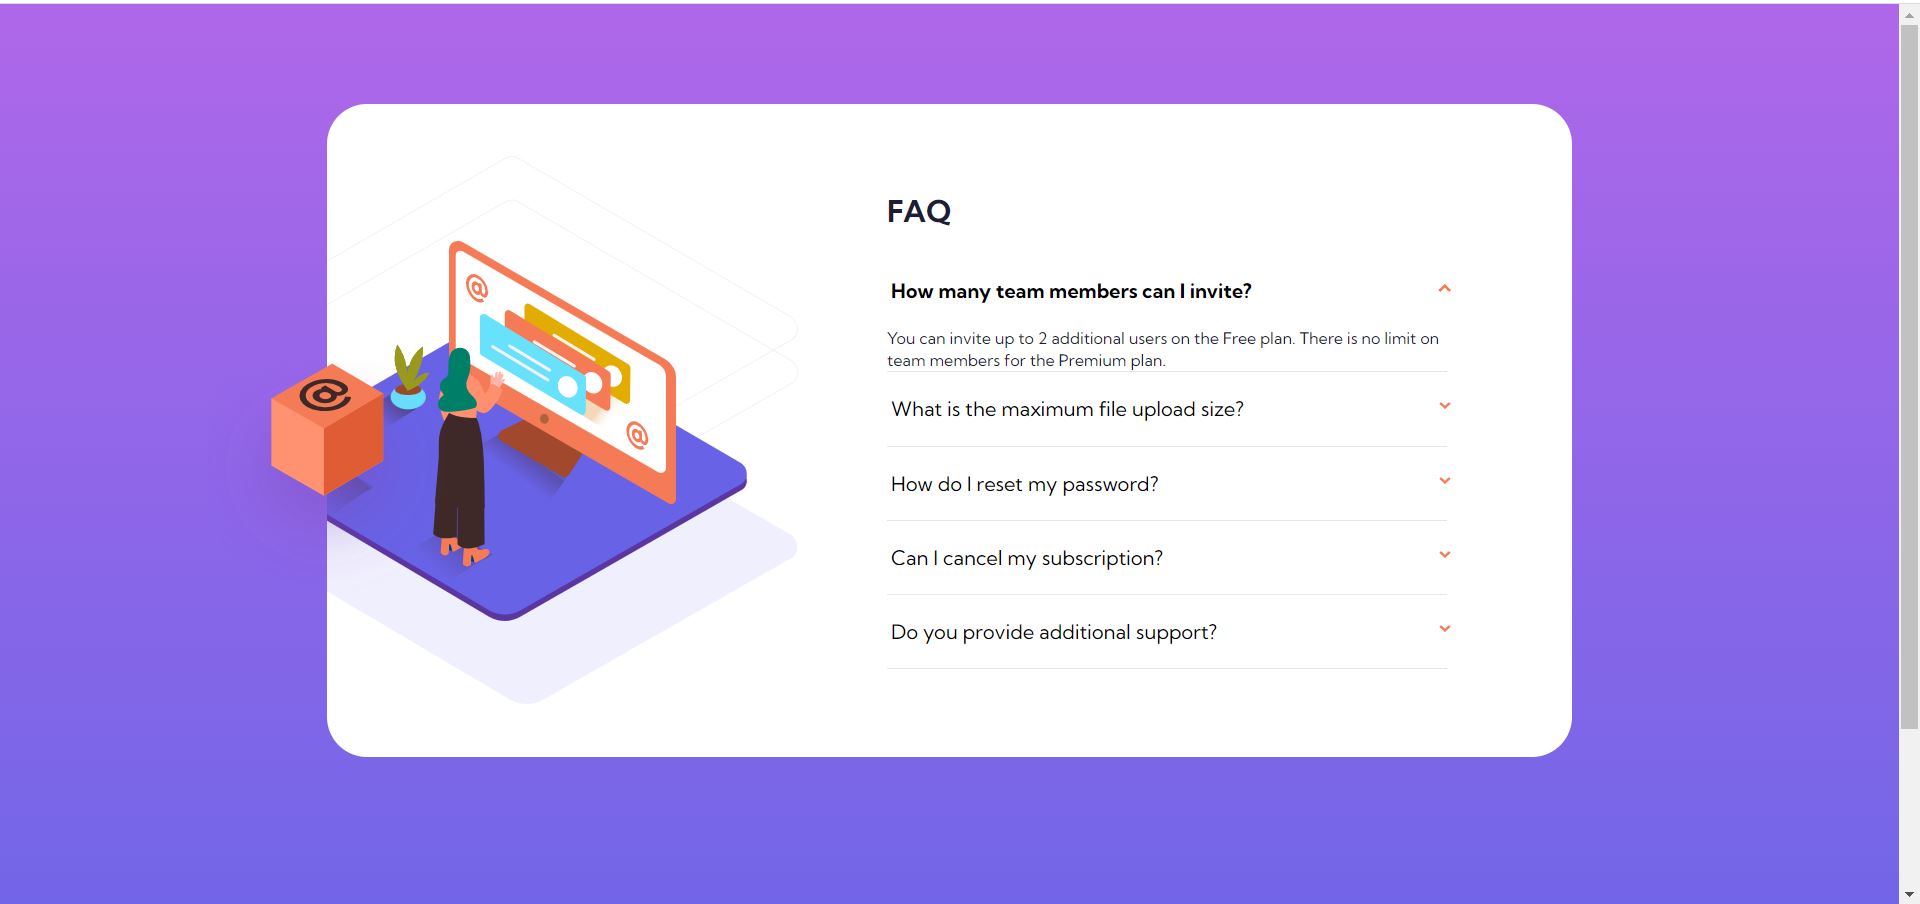 FAQ
How many team members can I invite?
You can invite up to 2 additional users on the Free plan. There is no limit on
team members for the Premium plan.
What is the maximum file upload size?
How do I reset my password?
Can I cancel my subscription?
Do you provide additional support?
@
@
@